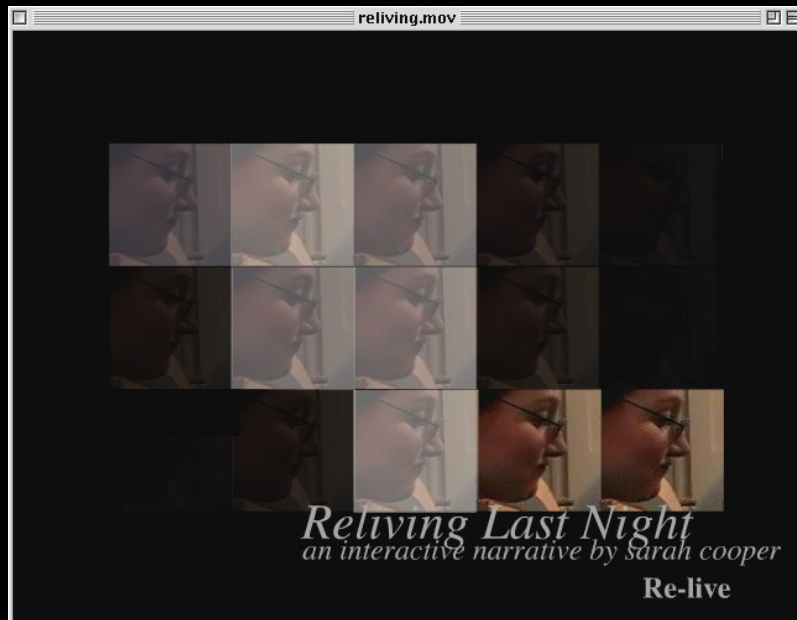 reliving.mov
Reliving Last Night
an interactive narrative by sarah cooper
Re-live